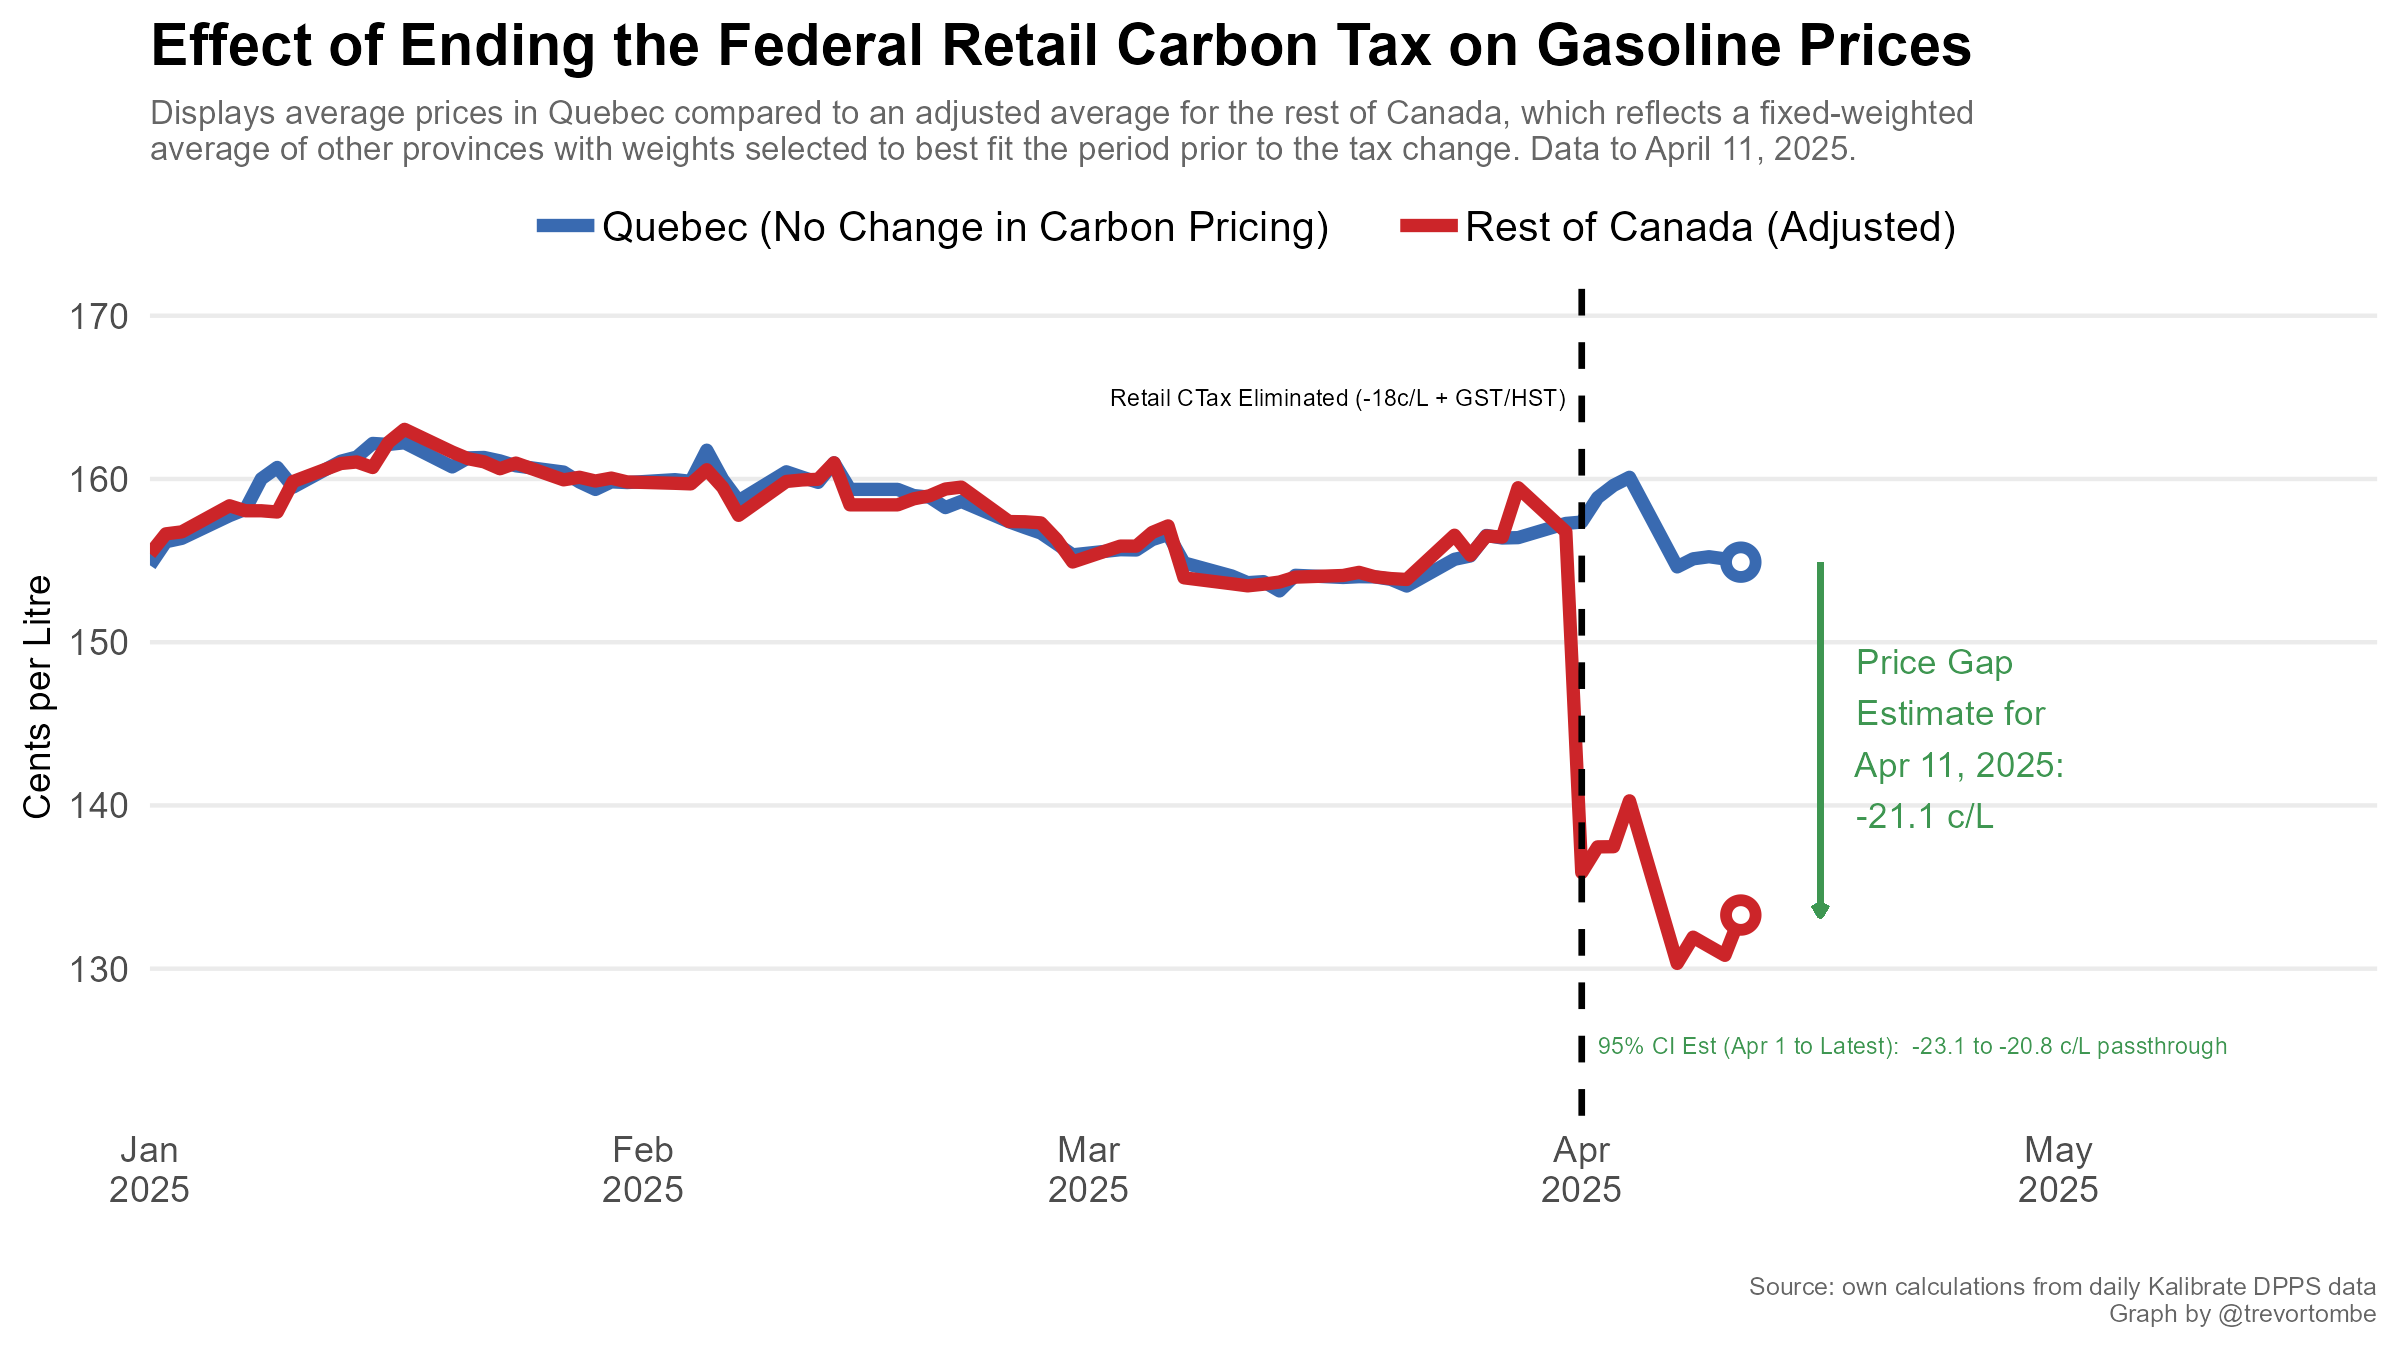 Effect of Ending the Federal Retail Carbon Tax on Gasoline Prices
Displays average prices in Quebec compared to an adjusted average for the rest of Canada, which reflects a fixed-weighted
average of other provinces with weights selected to best fit the period prior to the tax change. Data to April 11, 2025.
Quebec (No Change in Carbon Pricing)
Rest of Canada (Adjusted)
Cents per Litre
170
160
150
140
130
Retail CTax Eliminated (-18c/L + GST/HST)
Price Gap
Estimate for
Apr 11, 2025:
-21.1 c/L
95% CI Est (Apr 1 to Latest):  -23.1 to -20.8 c/L passthrough
Jan
2025
Feb
2025
Mar
2025
Apr
2025
May
2025
Source: own calculations from daily Kalibrate DPPS data
Graph by @trevortombe